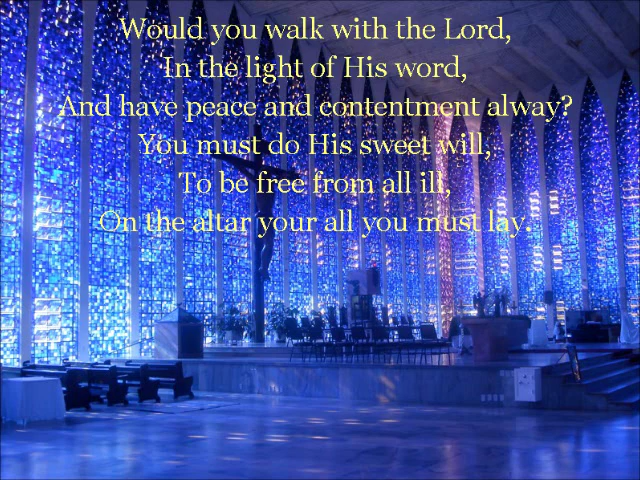 Would you walk with the Lord,
In the light of His word,
And have peace and contentment alway?
You must do His sweet will,
To be free from all ill,
On the altar your all you must lay.